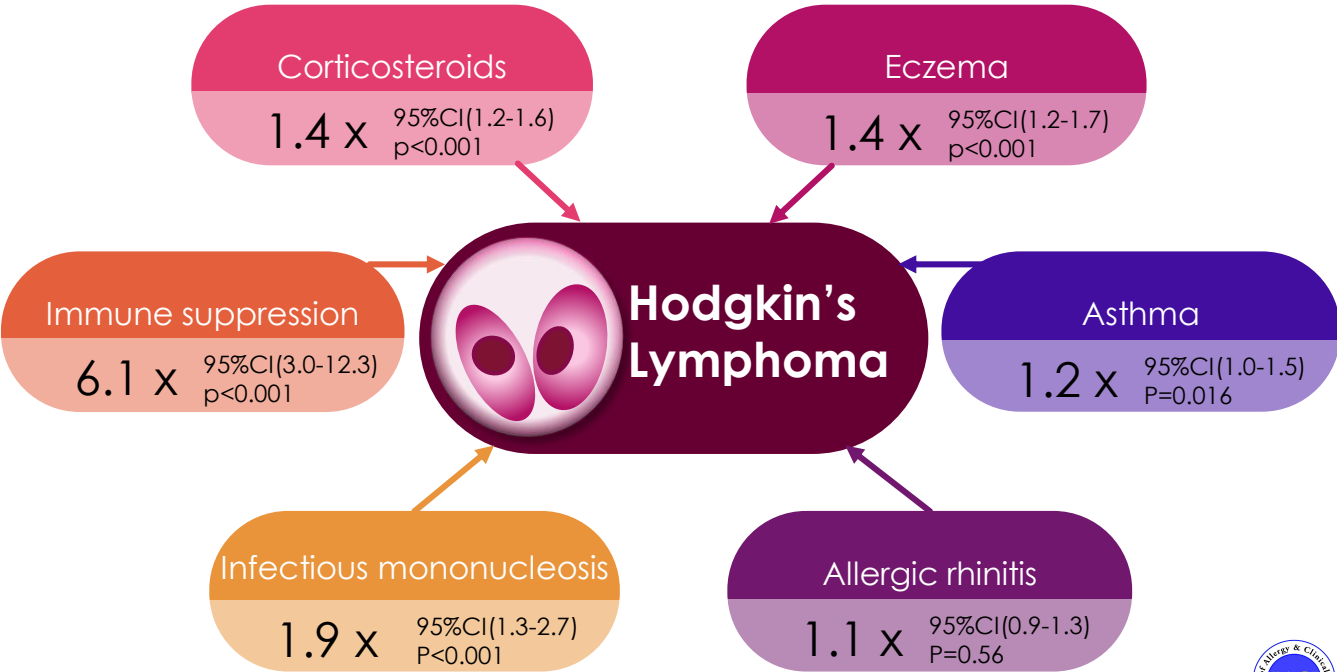 Corticosteroids
1.4 x
95%CI(1.2-1.6)
p<0.001
Eczema
1.4 x
95%CI(1.2-1.7)
p<0.001
Immune suppression
6.1 x
95%CI(3.0-12.3)
p<0.001
Hodgkin’s
Lymphoma
Asthma
1.2 x
95%CI(1.0-1.5)
P=0.016
Infectious mononucleosis
1.9 x
95%CI(1.3-2.7)
P<0.001
Allergic rhinitis
1.1 x
95%CI(0.9-1.3)
P=0.56
Allergy &